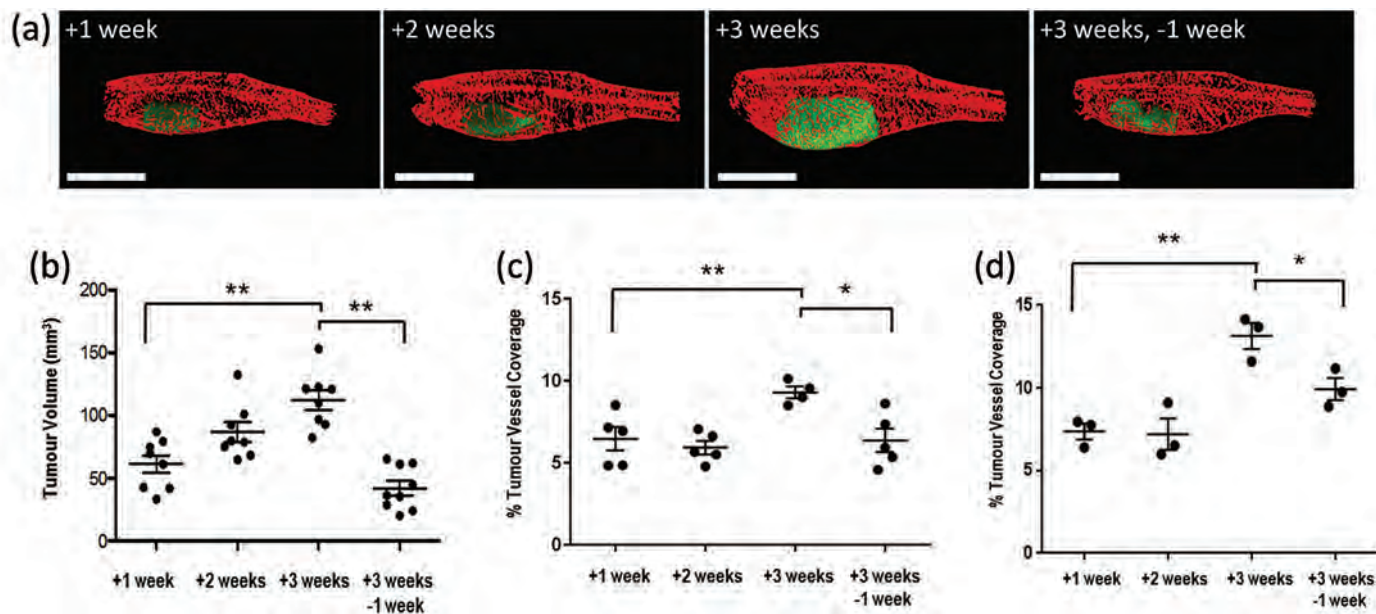 (a)
+1 week
+2 weeks
+3 weeks
+3 weeks, -1 week
(b)
Tumour Volume (mm³)
200
150
100
50
0
**
**
+1 week
+2 weeks
+3 weeks
+3 weeks
-1 week
(c)
% Tumour Vessel Coverage
15
10
5
0
**
*
+1 week
+2 weeks
+3 weeks
+3 weeks
-1 week
(d)
% Tumour Vessel Coverage
15
10
5
0
**
*
+1 week
+2 weeks
+3 weeks
+3 weeks
-1 week